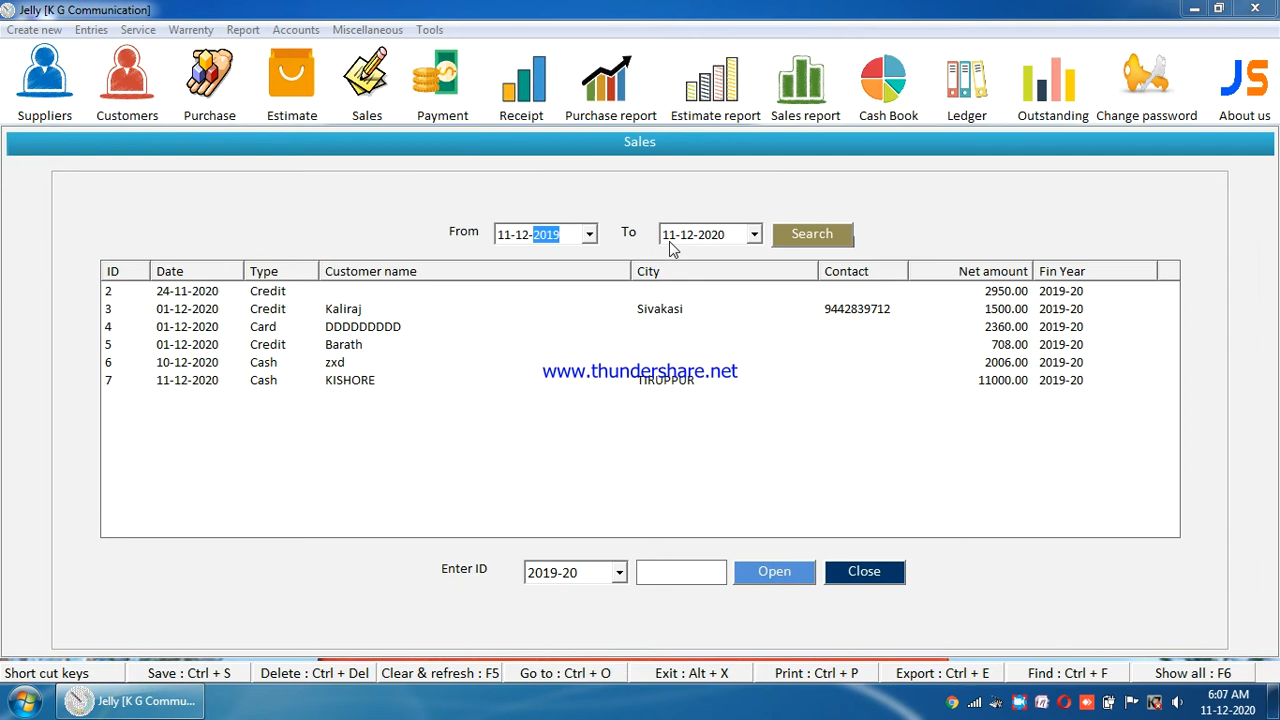 Jelly [K G Communication]
Create new Entries Service Warrenty Report Accounts Miscellaneous Tools
Suppliers Customers Purchase Estimate Sales Payment Receipt Purchase report Estimate report Sales report Cash Book Ledger Outstanding Change password JS About us
Sales
From 11-12-2019 To 11-12-2020 Search
ID Date Type Customer name City Contact Net amount Fin Year
2 24-11-2020 Credit 2950.00 2019-20
3 01-12-2020 Credit Kaliraj Sivakasi 9442839712 1500.00 2019-20
4 01-12-2020 Card DDDDDDDDD 2360.00 2019-20
5 01-12-2020 Credit Barath 708.00 2019-20
6 10-12-2020 Cash zxd 2006.00 2019-20
www.thundershare.net
7 11-12-2020 Cash KISHORE TIRUPPUR 11000.00 2019-20
Enter ID 2019-20 Open Close
Short cut keys Save : Ctrl + S Delete : Ctrl + Del Clear & refresh : F5 Go to : Ctrl + O Exit : Alt + X Print : Ctrl + P Export : Ctrl + E Find : Ctrl + F Show all : F6
Jelly [K G Commu... 6:07 AM
11-12-2020